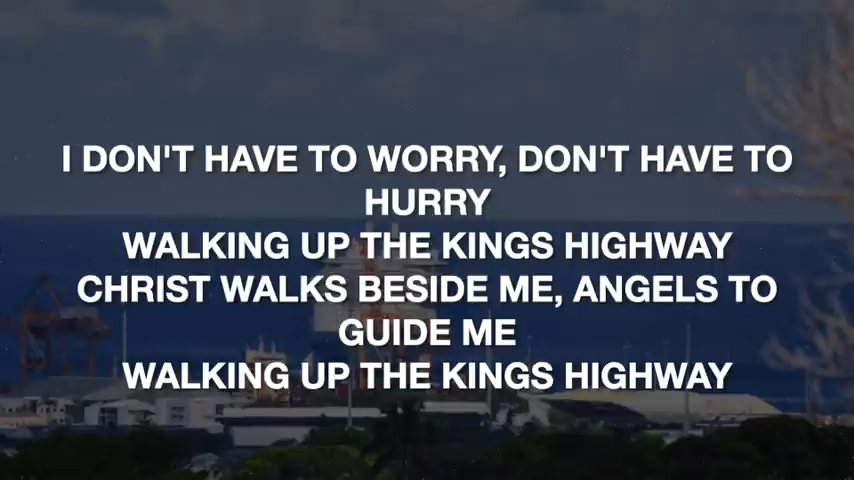 I DON'T HAVE TO WORRY, DON'T HAVE TO
HURRY
WALKING UP THE KINGS HIGHWAY
CHRIST WALKS BESIDE ME, ANGELS TO
GUIDE ME
WALKING UP THE KINGS HIGHWAY